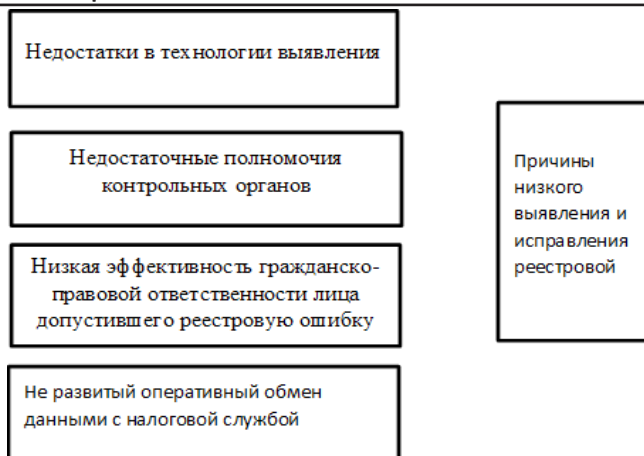 Недостатки в технологии выявления
Недостаточные полномочия
контрольных органов
Низкая эффективность гражданско-
правовой ответственности лица
допустившего реестровую ошибку
Не развитый оперативный обмен
данными с налоговой службой
Причины
низкого
выявления и
исправления
реестровой